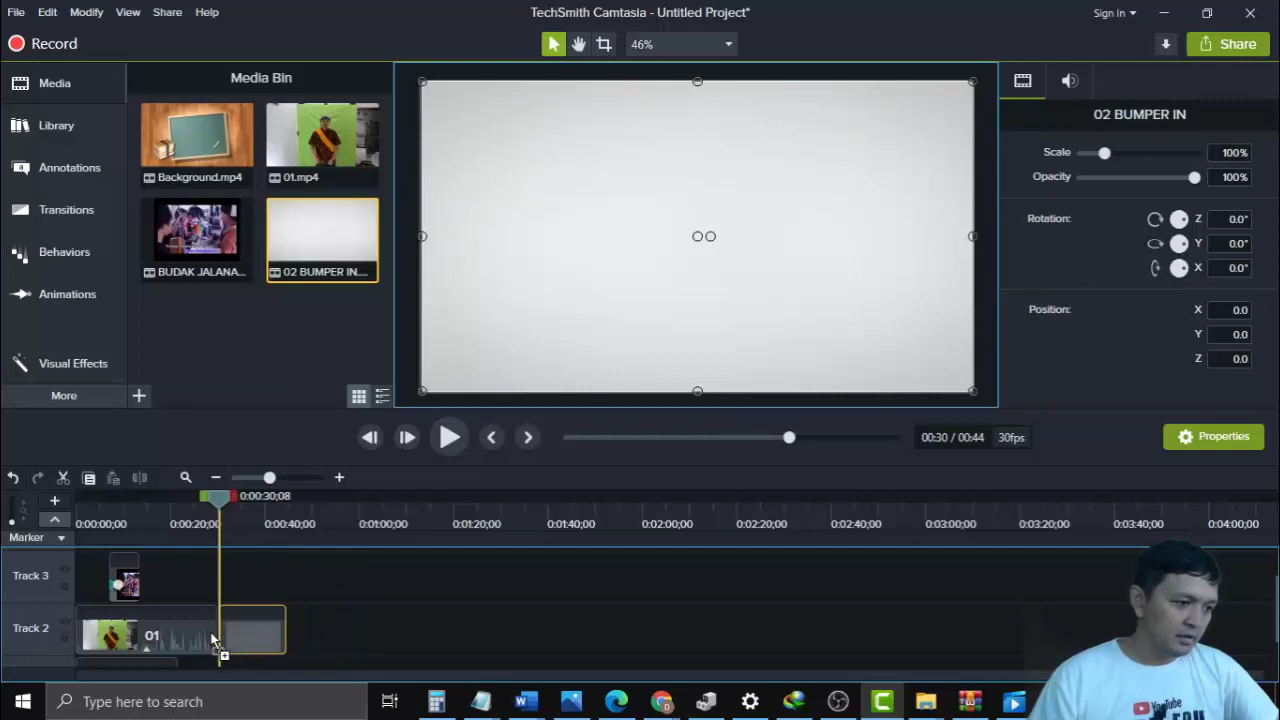 File Edit Modify View Share Help
TechSmith Camtasia - Untitled Project*
Sign In
Record
46%
Share
Media
Library
Annotations
Transitions
Behaviors
Animations
Visual Effects
More
Media Bin
Background.mp4
01.mp4
BUDAK JALANA...
02 BUMPER IN....
02 BUMPER IN
Scale 100%
Opacity 100%
Rotation: Z 0.0°
Y 0.0°
X 0.0°
Position: X 0.0
Y 0.0
Z 0.0
00:30 / 00:44 30fps
Properties
0:00:30;08
0:00:00;00 0:00:20;00 0:00:40;00 0:01:00;00 0:01:20;00 0:01:40;00 0:02:00;00 0:02:20;00 0:02:40;00 0:03:00;00 0:03:20;00 0:03:40;00 0:04:00;00
Marker
Track 3
Track 2
01
Type here to search
YouTube